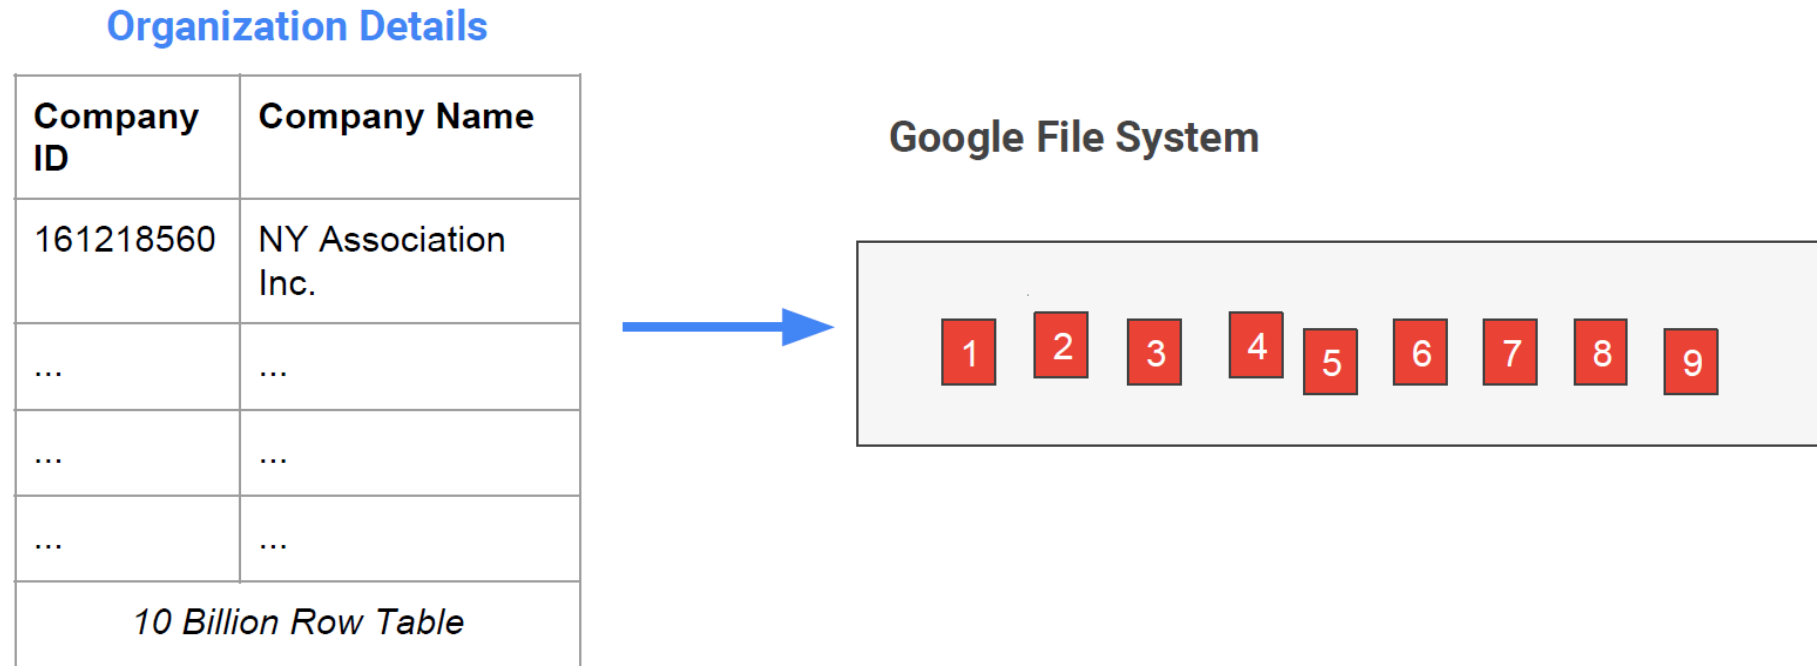 Organization Details
Company
ID
Company Name
161218560
NY Association
Inc.
...
...
...
...
...
...
10 Billion Row Table
Google File System
1
2
3
4
5
6
7
8
9